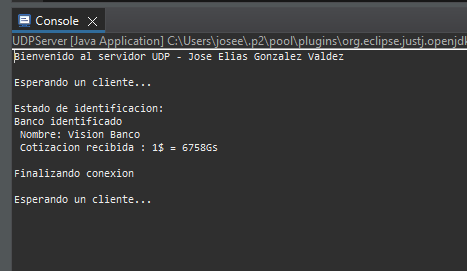 Console
UDPServer [Java Application] C:\Users\josee\.p2\pool\plugins\org.eclipse.justj.openjd
Bienvenido al servidor UDP - Jose Elias Gonzalez Valdez
Esperando un cliente...
Estado de identificacion:
Banco identificado
Nombre: Vision Banco
Cotizacion recibida : 1$ = 6758Gs
Finalizando conexion
Esperando un cliente...